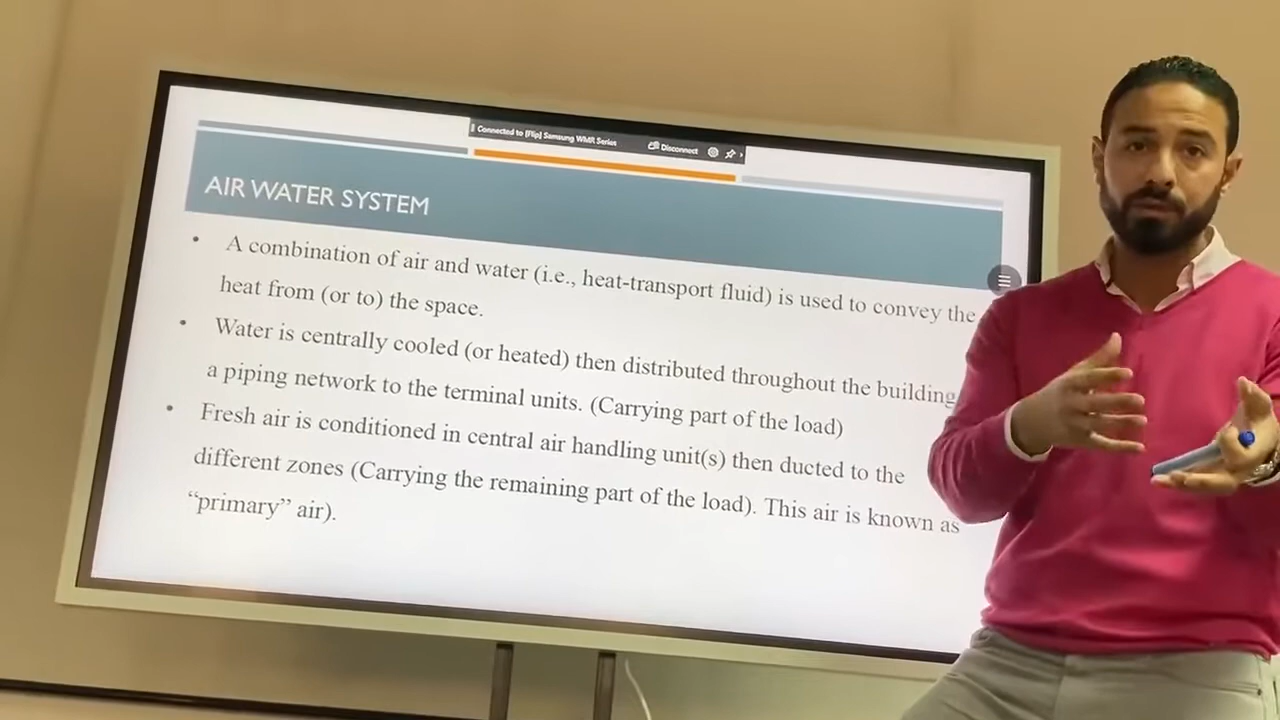 Connected to [Flip] Samsung WMR Series Disconnect
AIR WATER SYSTEM
• A combination of air and water (i.e., heat-transport fluid) is used to convey the
heat from (or to) the space.
• Water is centrally cooled (or heated) then distributed throughout the building
a piping network to the terminal units. (Carrying part of the load)
• Fresh air is conditioned in central air handling unit(s) then ducted to the
different zones (Carrying the remaining part of the load). This air is known as
“primary” air).